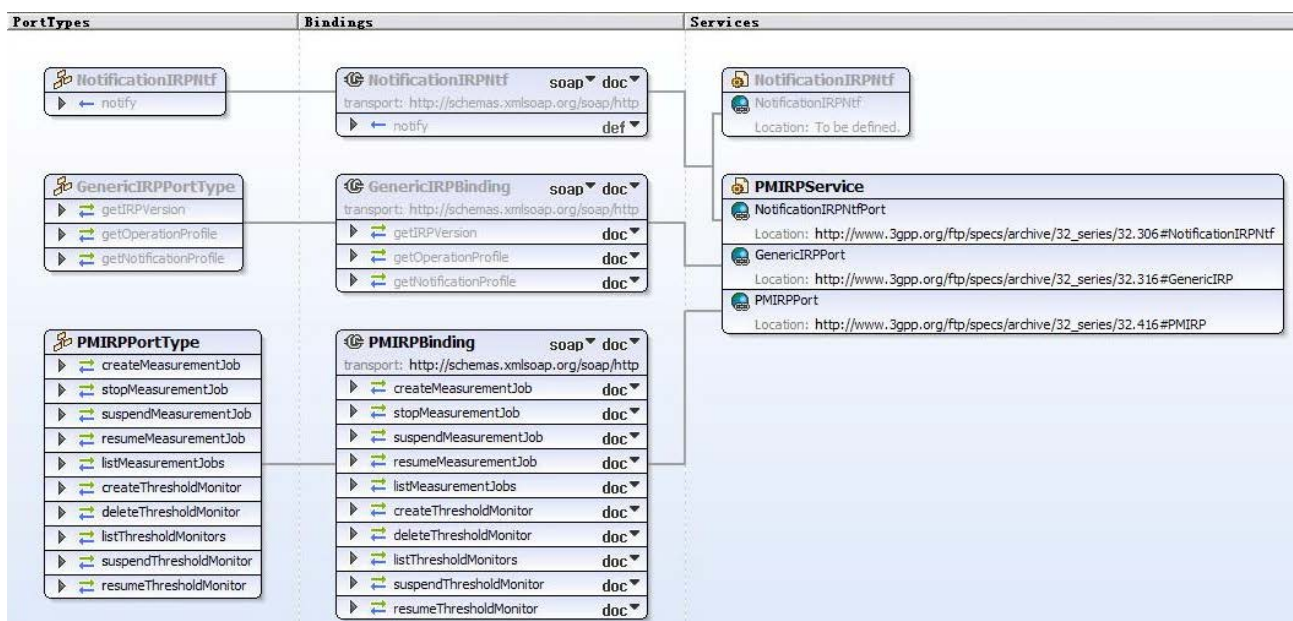 PortTypes
Bindings
Services
NotificationIRPNtf
notify
GenericIRPPortType
getIRPVersion
getOperationProfile
getNotificationProfile
PMIRPPortType
createMeasurementJob
stopMeasurementJob
suspendMeasurementJob
resumeMeasurementJob
listMeasurementJobs
createThresholdMonitor
deleteThresholdMonitor
listThresholdMonitors
suspendThresholdMonitor
resumeThresholdMonitor
NotificationIRPNtf soap doc
transport: http://schemas.xmlsoap.org/soap/http
notify def
GenericIRPBinding soap doc
transport: http://schemas.xmlsoap.org/soap/http
getIRPVersion doc
getOperationProfile doc
getNotificationProfile doc
PMIRPBinding soap doc
transport: http://schemas.xmlsoap.org/soap/http
createMeasurementJob doc
stopMeasurementJob doc
suspendMeasurementJob doc
resumeMeasurementJob doc
listMeasurementJobs doc
createThresholdMonitor doc
deleteThresholdMonitor doc
listThresholdMonitors doc
suspendThresholdMonitor doc
resumeThresholdMonitor doc
NotificationIRPNtf
NotificationIRPNtf
Location: To be defined.
PMIRPService
NotificationIRPNtfPort
Location: http://www.3gpp.org/ftp/specs/archive/32_series/32.306#NotificationIRPNtf
GenericIRPPort
Location: http://www.3gpp.org/ftp/specs/archive/32_series/32.316#GenericIRP
PMIRPPort
Location: http://www.3gpp.org/ftp/specs/archive/32_series/32.416#PMIRP